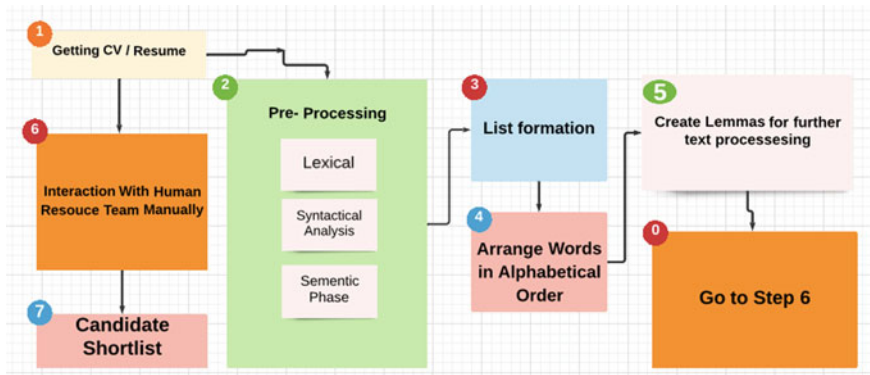 1
Getting CV / Resume
2
Pre- Processing
Lexical
Syntactical
Analysis
Sementic
Phase
3
List formation
4
Arrange Words
in Alphabetical
Order
5
Create Lemmas for further
text processesing
0
Go to Step 6
6
Interaction With Human
Resouce Team Manually
7
Candidate
Shortlist